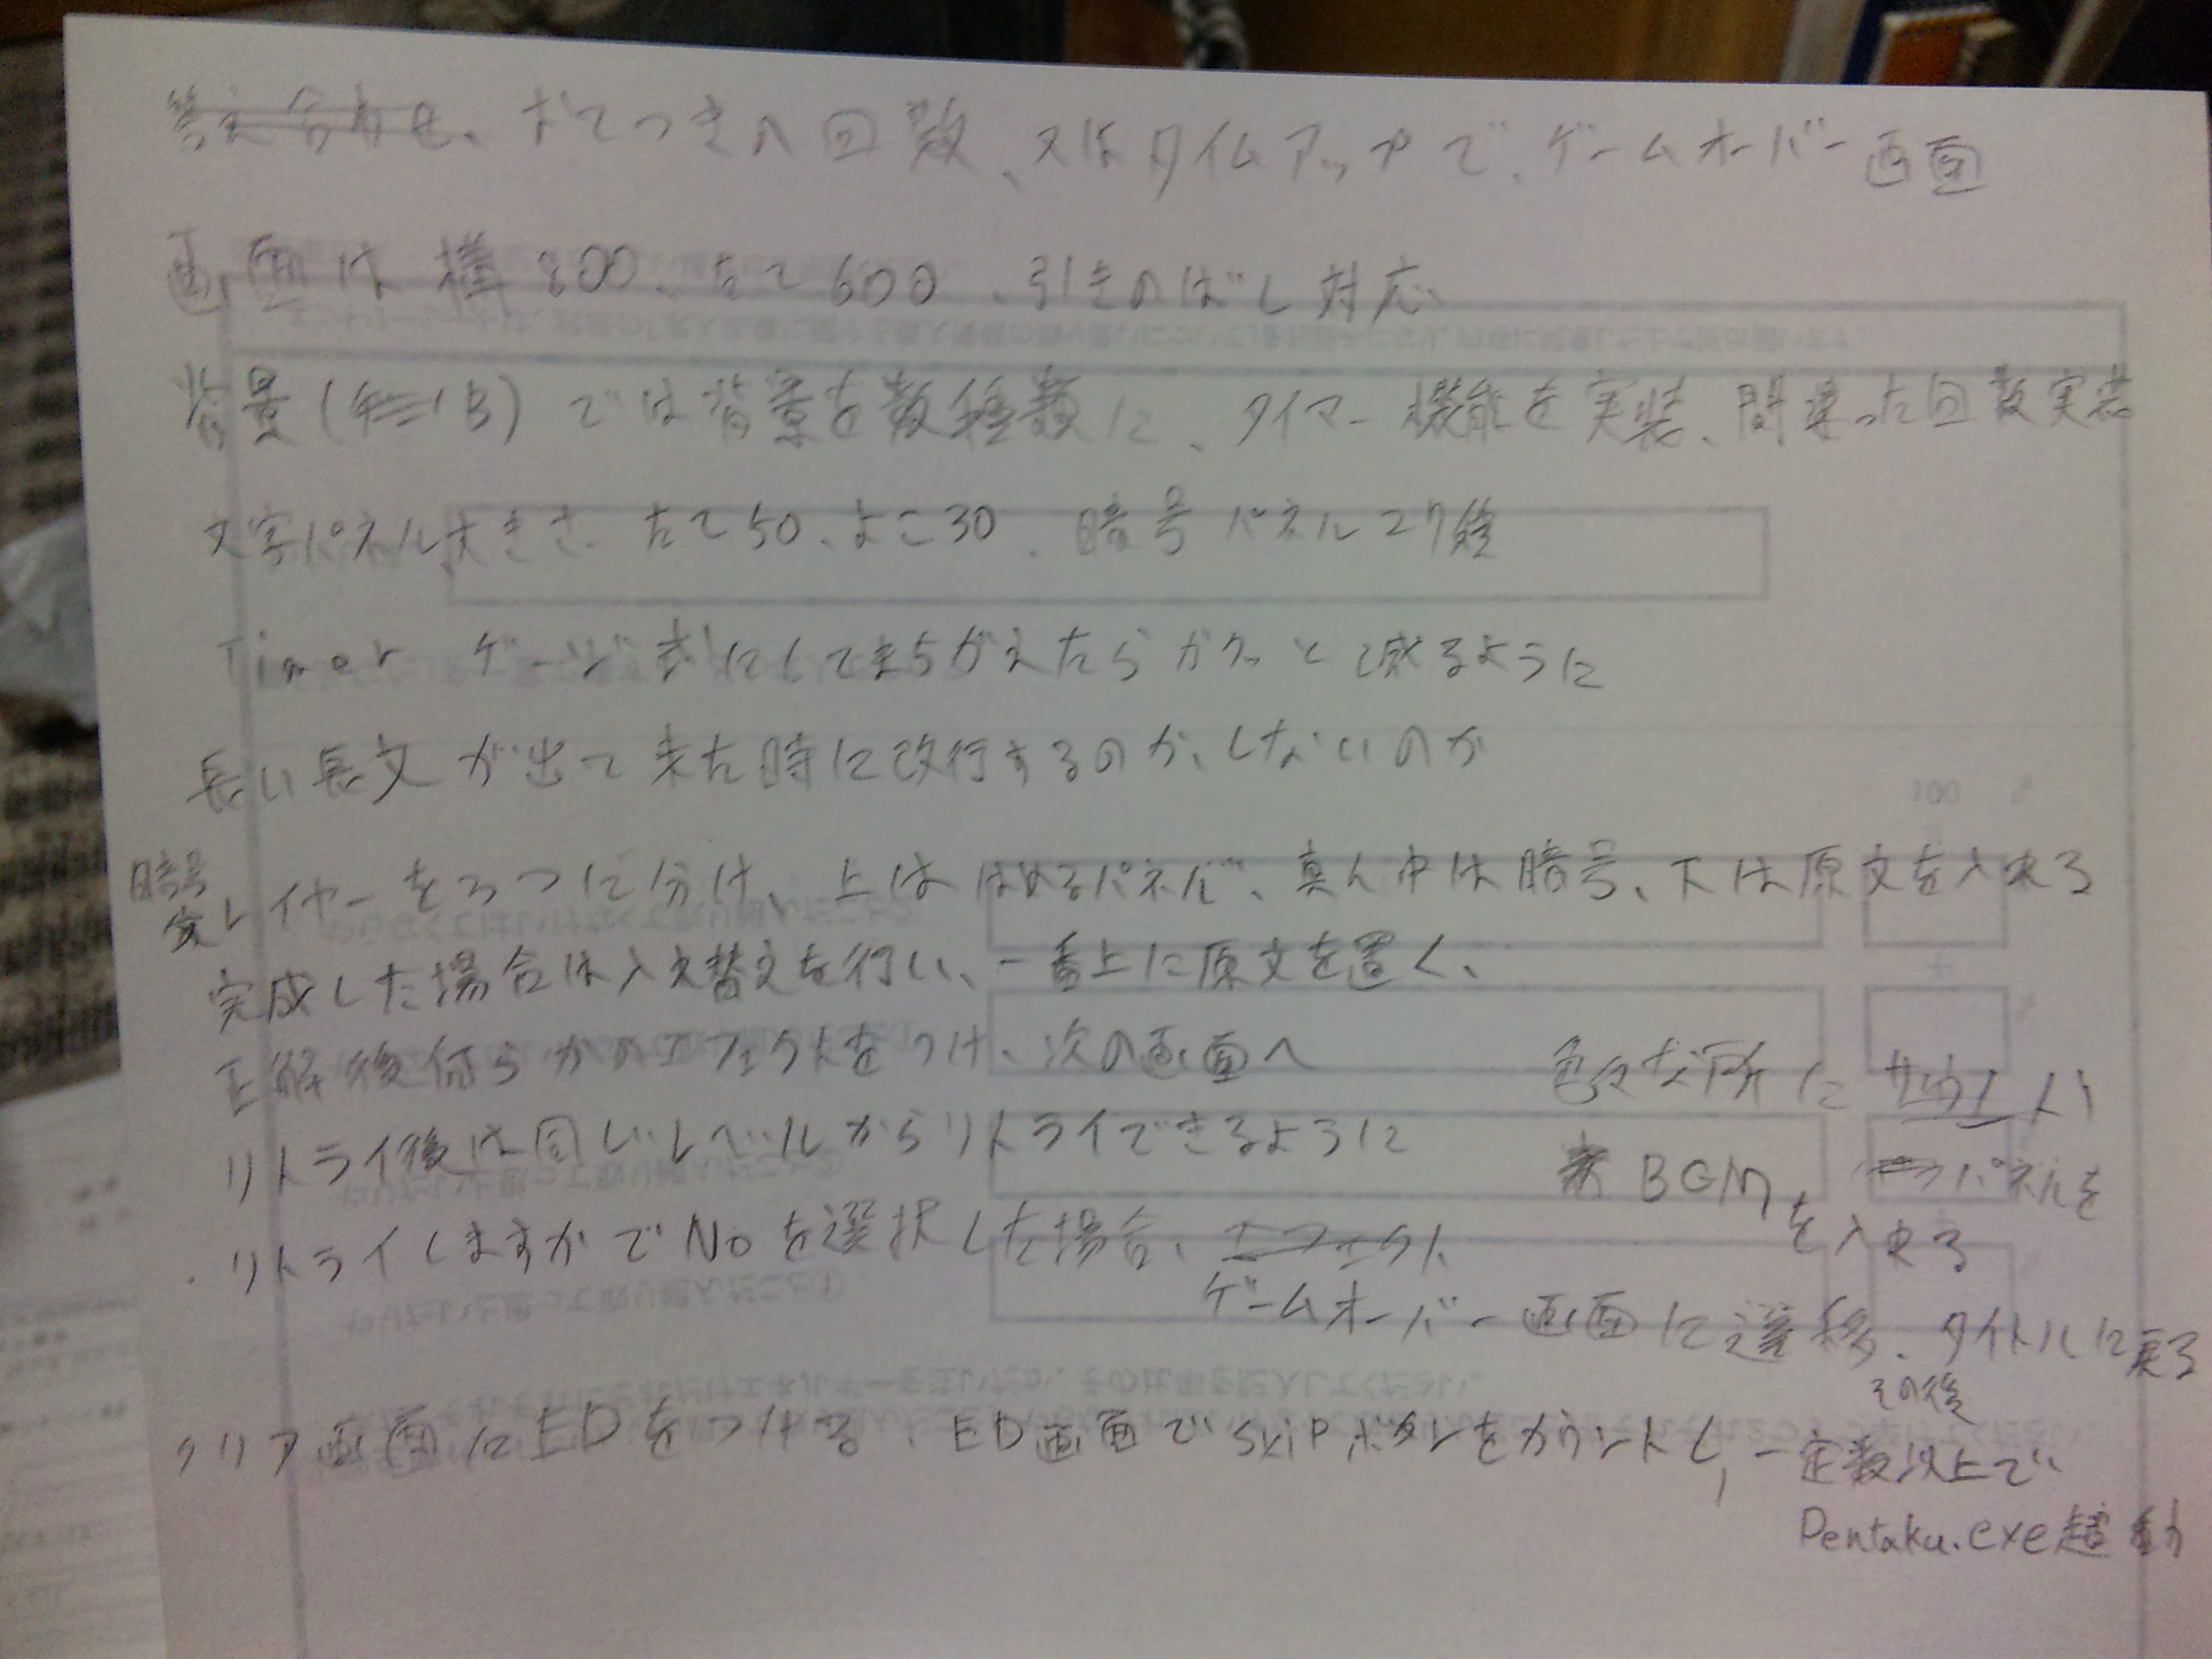 答え合わせ、おてつきの回数、又はタイムアップで、ゲームオーバー画面
画面は横800、たて600、引きのばし対応、
背景(B)では背景を数種類に、タイマー機能を実装、間違った回数実装
文字パネル大きさ、たて50、よこ30、暗号パネル27種
Timer ゲージ式にしてまちがえたらガクッと減るように
長い長文が出て来た時に改行するのか、しないのか
暗号
レイヤーを3つに分け、上ははめるパネル、真ん中は暗号、下は原文を入れる
完成した場合は入れ替えを行い、一番上に原文を置く、
正解後何らかのエフェクトをつけ、次の画面へ
リトライ後は同じレベルからリトライできるように
・リトライしますかでNoを選択した場合、エフェクト
ゲームオーバー画面に遷移、タイトルに戻る
色々な所に サウンド
BGM パネルを
を入れる
その後
クリア画面にEDをつける、ED画面でSkipボタンをカウントし、一定数以上で
Pentaku.exe起動